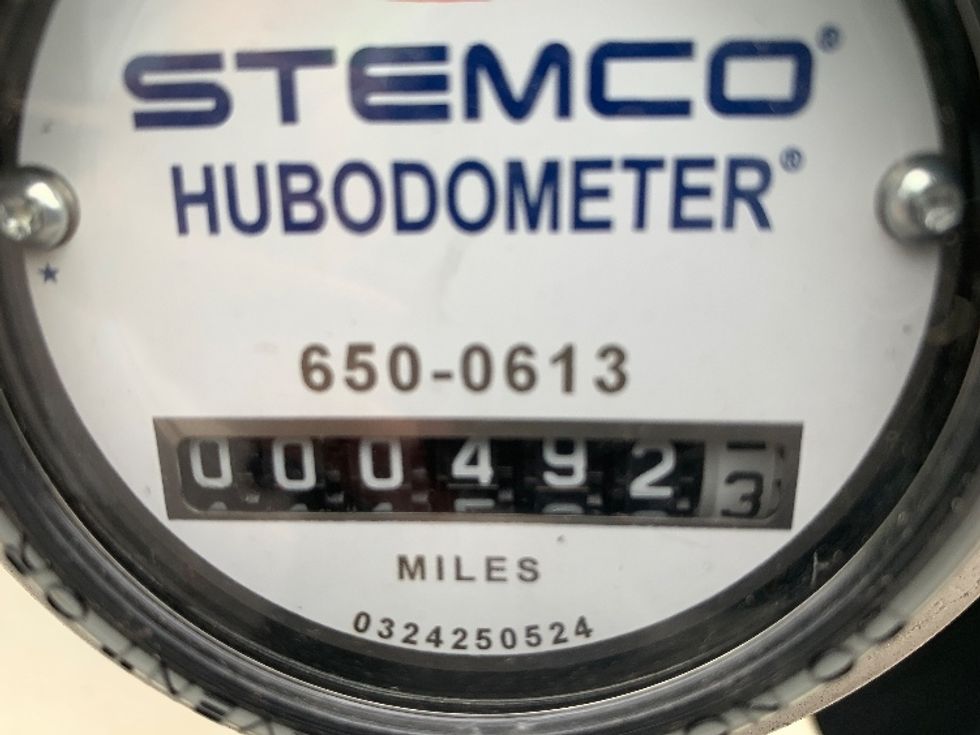 STEMCO®
HUBODOMETER®
650-0613
0004923
MILES
0324250524